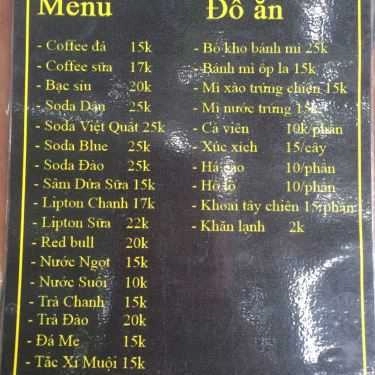 Menu
- Coffee đá 15k
- Coffee sữa 17k
- Bạc sỉu 20k
- Soda Dâu 25k
- Soda Việt Quất 25k
- Soda Blue 25k
- Soda Đào 25k
- Sâm Dứa Sữa 15k
- Lipton Chanh 17k
- Lipton Sữa 22k
- Red bull 20k
- Nước Ngọt 15k
- Nước Suối 10k
- Trà Chanh 15k
- Trà Đào 20k
- Đá Me 15k
- Tắc Xí Muội 15k
Đồ ăn
- Bò kho bánh mì 25k
- Bánh mì ốp la 15k
- Mì xào trứng chiên 15k
- Mì nước trứng 15k
- Cá viên 10k/phần
- Xúc xích 15/cây
- Há cảo 10/phần
- Hồ lô 10/phần
- Khoai tây chiên 15/phần
- Khăn lạnh 2k